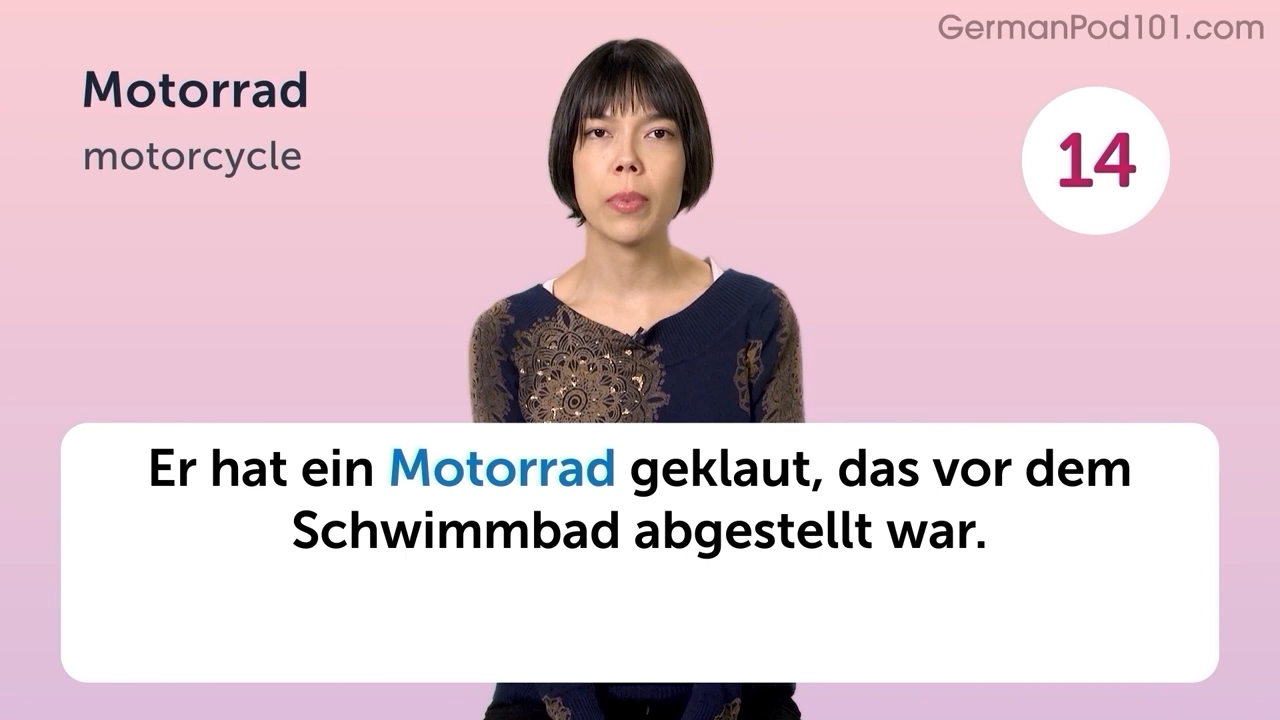 GermanPod101.com
Motorrad
motorcycle
14
Er hat ein Motorrad geklaut, das vor dem
Schwimmbad abgestellt war.